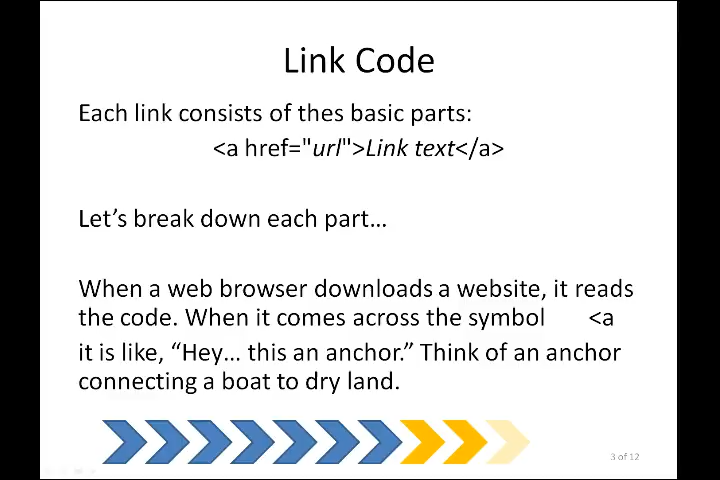 Link Code
Each link consists of thes basic parts:
<a href="url">Link text</a>
Let's break down each part…
When a web browser downloads a website, it reads
the code. When it comes across the symbol <a
it is like, “Hey… this an anchor.” Think of an anchor
connecting a boat to dry land.
3 of 12